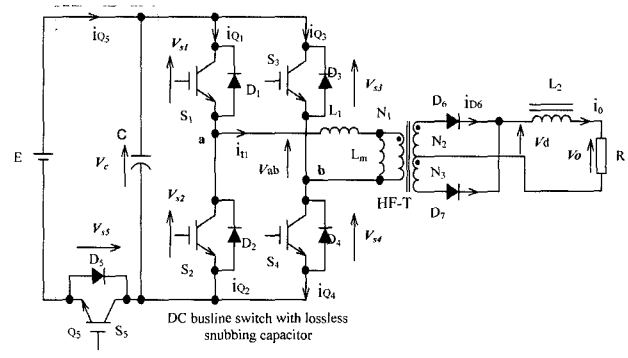 iQ5
Vs1
iQ1
iQ3
S3
Vs3
D1
D3
S1
L1
C
a
it1
N1
D6
iD6
L2
io
E
Vc
Vab
b
Lm
N2
Vd
Vo
R
Vs2
N3
HF-T
D7
Vs5
D5
D2
D4
Vs4
S2
S4
iQ2
iQ4
Q5
S5
DC busline switch with lossless
snubbing capacitor